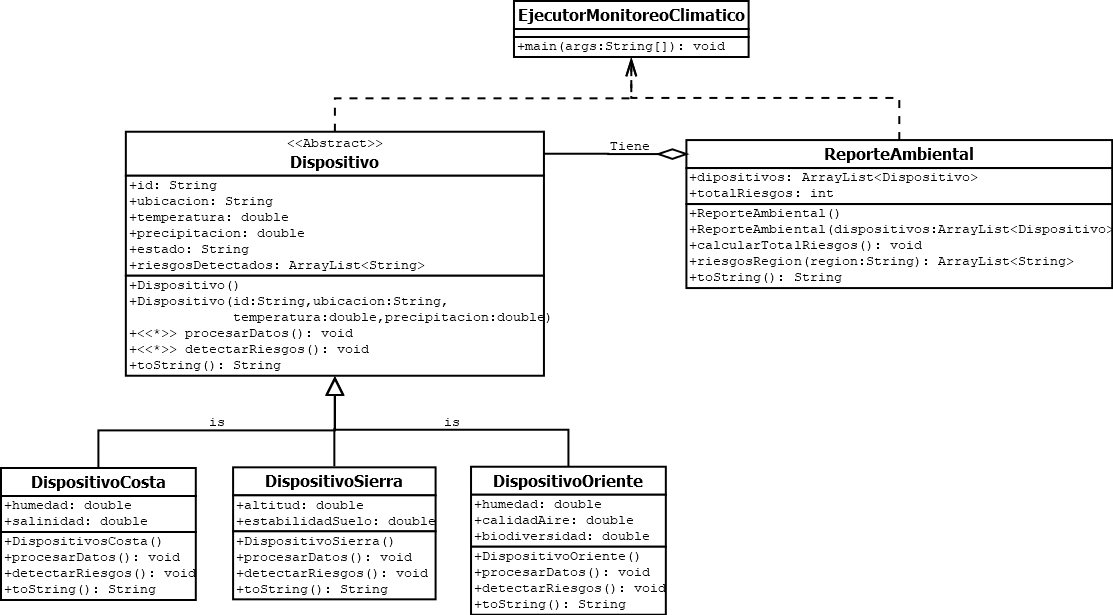 EjecutorMonitoreoClimatico
+main(args:String[]): void
<<Abstract>>
Dispositivo
+id: String
+ubicacion: String
+temperatura: double
+precipitacion: double
+estado: String
+riesgosDetectados: ArrayList<String>
+Dispositivo()
+Dispositivo(id:String,ubicacion:String,
temperatura:double,precipitacion:double)
+<<*>> procesarDatos(): void
+<<*>> detectarRiesgos(): void
+toString(): String
Tiene
ReporteAmbiental
+dipositivos: ArrayList<Dispositivo>
+totalRiesgos: int
+ReporteAmbiental()
+ReporteAmbiental(dispositivos:ArrayList<Dispositivo>
+calcularTotalRiesgos(): void
+riesgosRegion(region:String): ArrayList<String>
+toString(): String
is
is
DispositivoCosta
+humedad: double
+salinidad: double
+DispositivosCosta()
+procesarDatos(): void
+detectarRiesgos(): void
+toString(): String
DispositivoSierra
+altitud: double
+estabilidadSuelo: double
+DispositivoSierra()
+procesarDatos(): void
+detectarRiesgos(): void
+toString(): String
DispositivoOriente
+humedad: double
+calidadAire: double
+biodiversidad: double
+DispositivoOriente()
+procesarDatos(): void
+detectarRiesgos(): void
+toString(): String